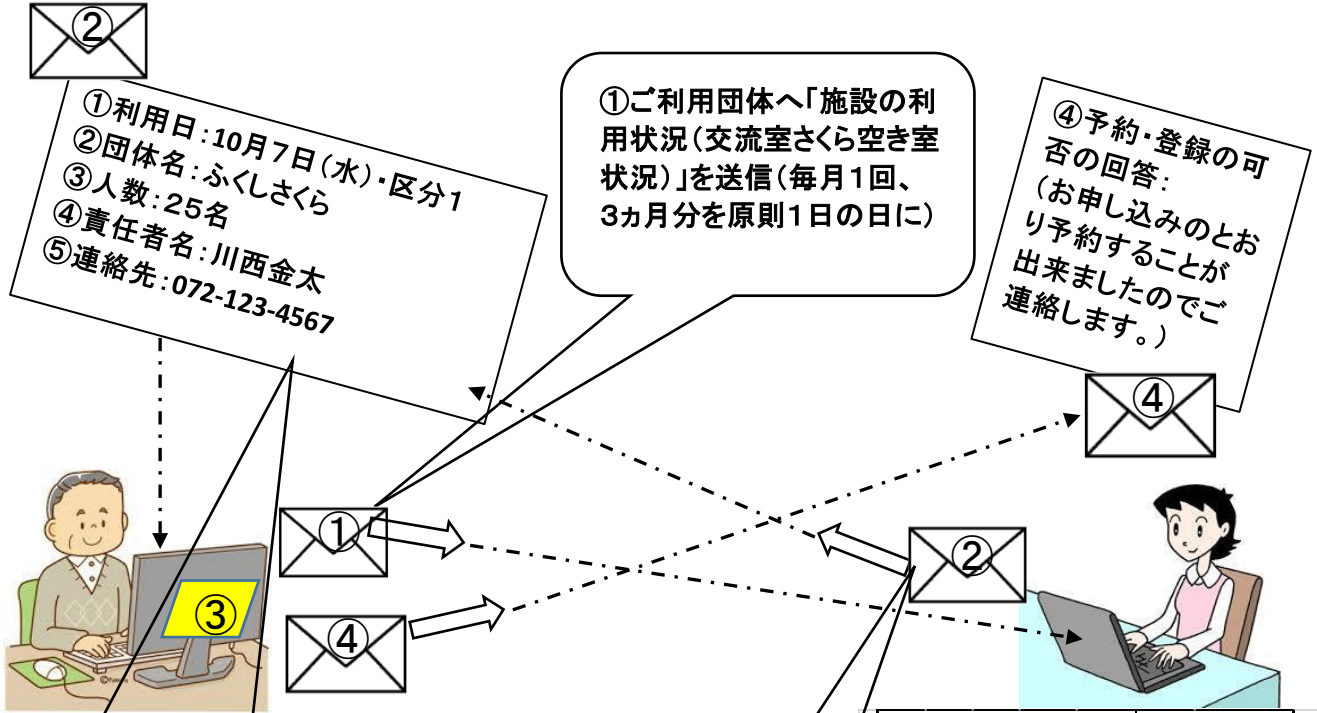 ②
①利用日:10月7日(水)・区分1
②団体名:ふくしさくら
③人数:25名
④責任者名:川西金太
⑤連絡先:072-123-4567
①ご利用団体へ「施設の利
用状況(交流室さくら空き室
状況)」を送信(毎月1回、
3ヵ月分を原則1日の日に)
④予約・登録の可
否の回答:
(お申し込みのとお
り予約することが
出来ましたのでご
連絡します。)
④
①
②
③
④